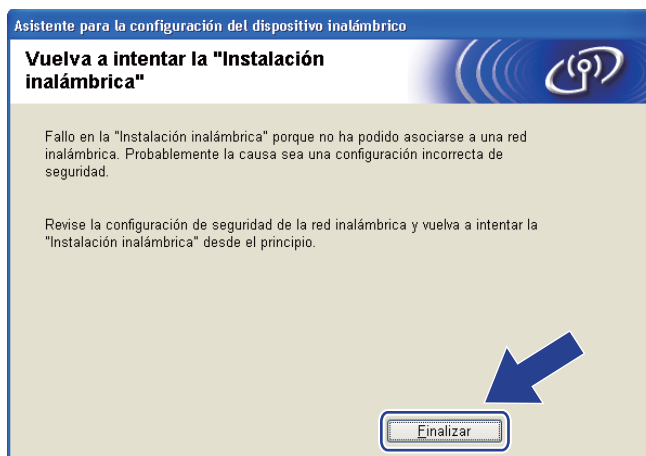 Asistente para la configuración del dispositivo inalámbrico
Vuelva a intentar la "Instalación
inalámbrica"
Fallo en la "Instalación inalámbrica" porque no ha podido asociarse a una red
inalámbrica. Probablemente la causa sea una configuración incorrecta de
seguridad.
Revise la configuración de seguridad de la red inalámbrica y vuelva a intentar la
"Instalación inalámbrica" desde el principio.
Finalizar